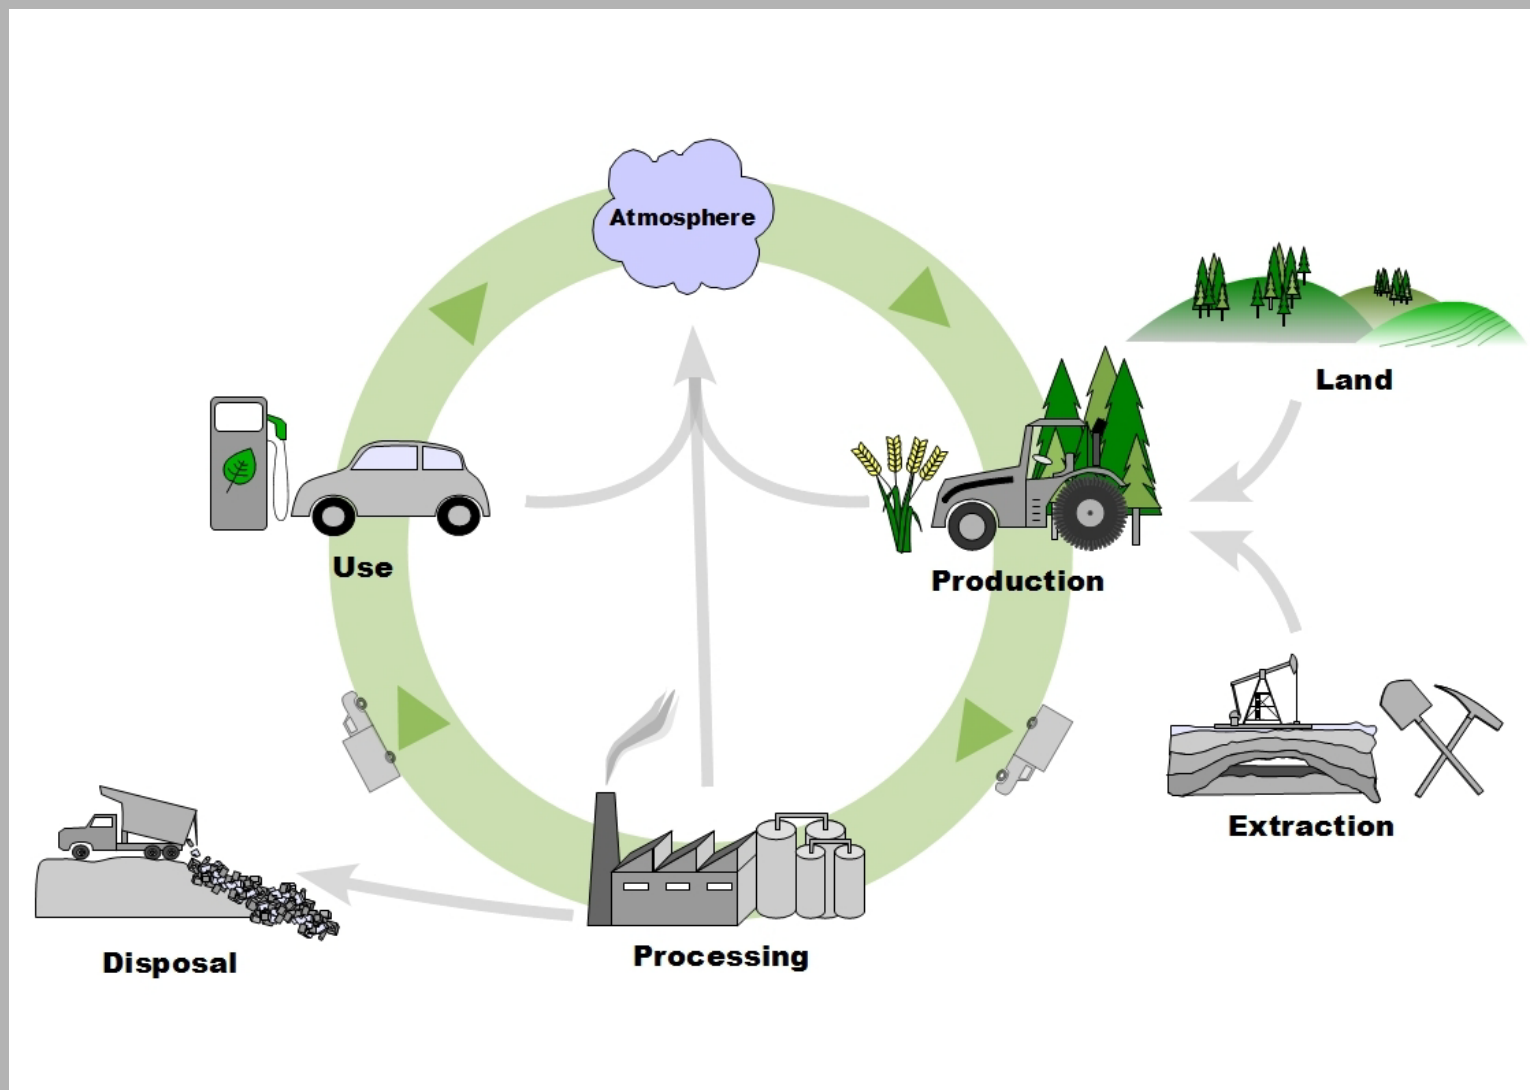 Atmosphere
Land
Use
Production
Extraction
Processing
Disposal